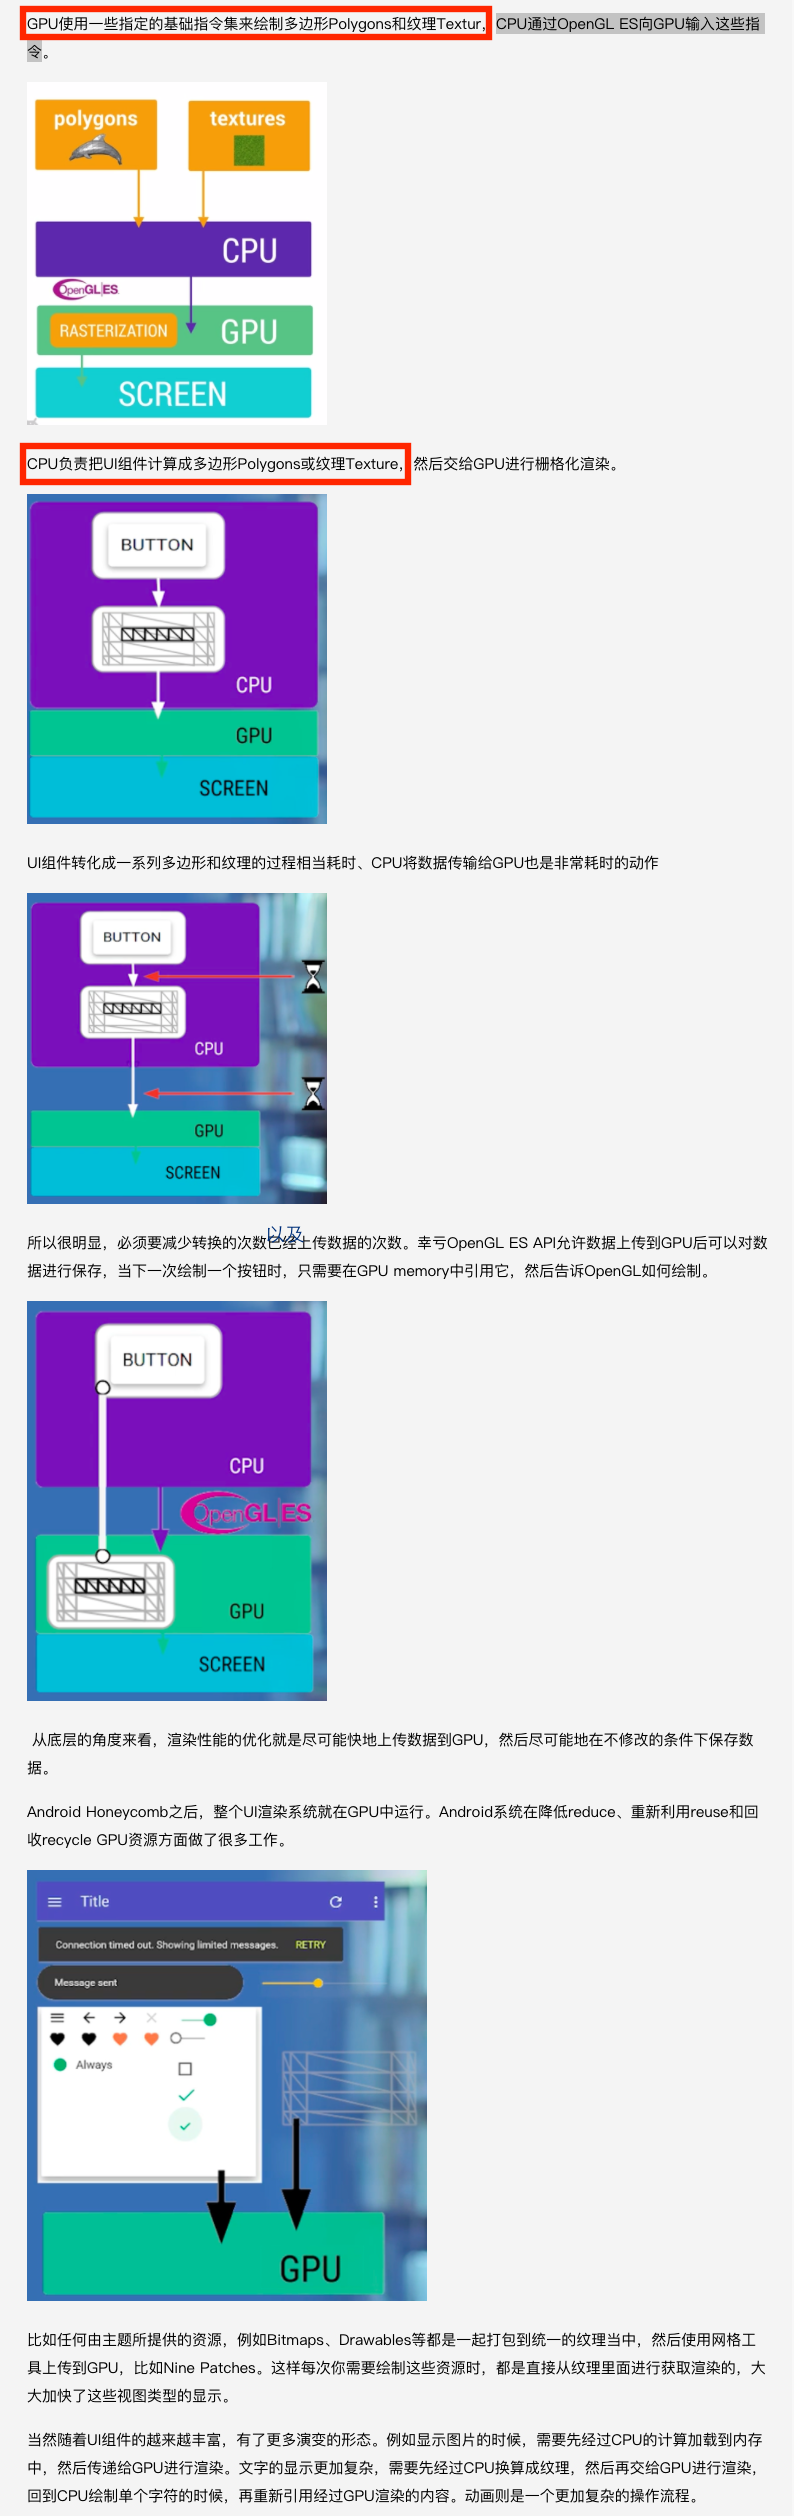 GPU使用一些指定的基础指令集来绘制多边形Polygons和纹理Textur，CPU通过OpenGL ES向GPU输入这些指
令。
polygons
textures
CPU
OpenGL|ES
RASTERIZATION
GPU
SCREEN
CPU负责把UI组件计算成多边形Polygons或纹理Texture，然后交给GPU进行栅格化渲染。
BUTTON
CPU
GPU
SCREEN
UI组件转化成一系列多边形和纹理的过程相当耗时、CPU将数据传输给GPU也是非常耗时的动作
BUTTON
CPU
GPU
SCREEN
以及
所以很明显，必须要减少转换的次数已经上传数据的次数。幸亏OpenGL ES API允许数据上传到GPU后可以对数
据进行保存，当下一次绘制一个按钮时，只需要在GPU memory中引用它，然后告诉OpenGL如何绘制。
BUTTON
CPU
OpenGL|ES
GPU
SCREEN
从底层的角度来看，渲染性能的优化就是尽可能快地上传数据到GPU，然后尽可能地在不修改的条件下保存数
据。
Android Honeycomb之后，整个UI渲染系统就在GPU中运行。Android系统在降低reduce、重新利用reuse和回
收recycle GPU资源方面做了很多工作。
Title
Connection timed out. Showing limited messages. RETRY
Message sent
Always
GPU
比如任何由主题所提供的资源，例如Bitmaps、Drawables等都是一起打包到统一的纹理当中，然后使用网格工
具上传到GPU，比如Nine Patches。这样每次你需要绘制这些资源时，都是直接从纹理里面进行获取渲染的，大
大加快了这些视图类型的显示。
当然随着UI组件的越来越丰富，有了更多演变的形态。例如显示图片的时候，需要先经过CPU的计算加载到内存
中，然后传递给GPU进行渲染。文字的显示更加复杂，需要先经过CPU换算成纹理，然后再交给GPU进行渲染，
回到CPU绘制单个字符的时候，再重新引用经过GPU渲染的内容。动画则是一个更加复杂的操作流程。